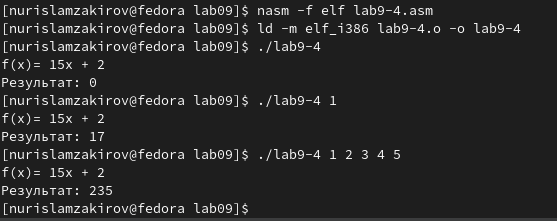 [nurislamzakirov@fedora lab09]$ nasm -f elf lab9-4.asm
[nurislamzakirov@fedora lab09]$ ld -m elf_i386 lab9-4.o -o lab9-4
[nurislamzakirov@fedora lab09]$ ./lab9-4
f(x)= 15x + 2
Результат: 0
[nurislamzakirov@fedora lab09]$ ./lab9-4 1
f(x)= 15x + 2
Результат: 17
[nurislamzakirov@fedora lab09]$ ./lab9-4 1 2 3 4 5
f(x)= 15x + 2
Результат: 235
[nurislamzakirov@fedora lab09]$